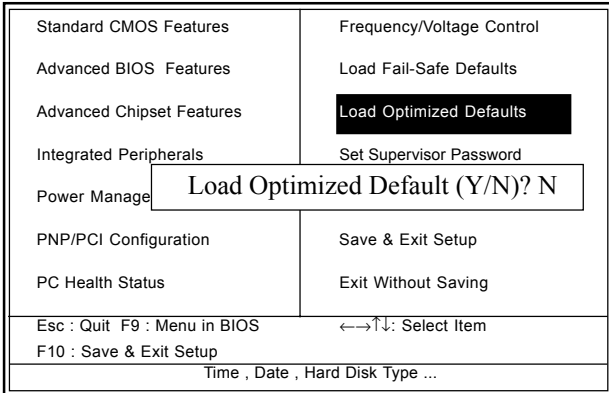 Standard CMOS Features
Frequency/Voltage Control
Advanced BIOS  Features
Load Fail-Safe Defaults
Advanced Chipset Features
Load Optimized Defaults
Integrated Peripherals
Set Supervisor Password
Power Manage
Load Optimized Default (Y/N)? N
PNP/PCI Configuration
Save & Exit Setup
PC Health Status
Exit Without Saving
Esc : Quit  F9 : Menu in BIOS
←→↑↓: Select Item
F10 : Save & Exit Setup
Time , Date , Hard Disk Type ...